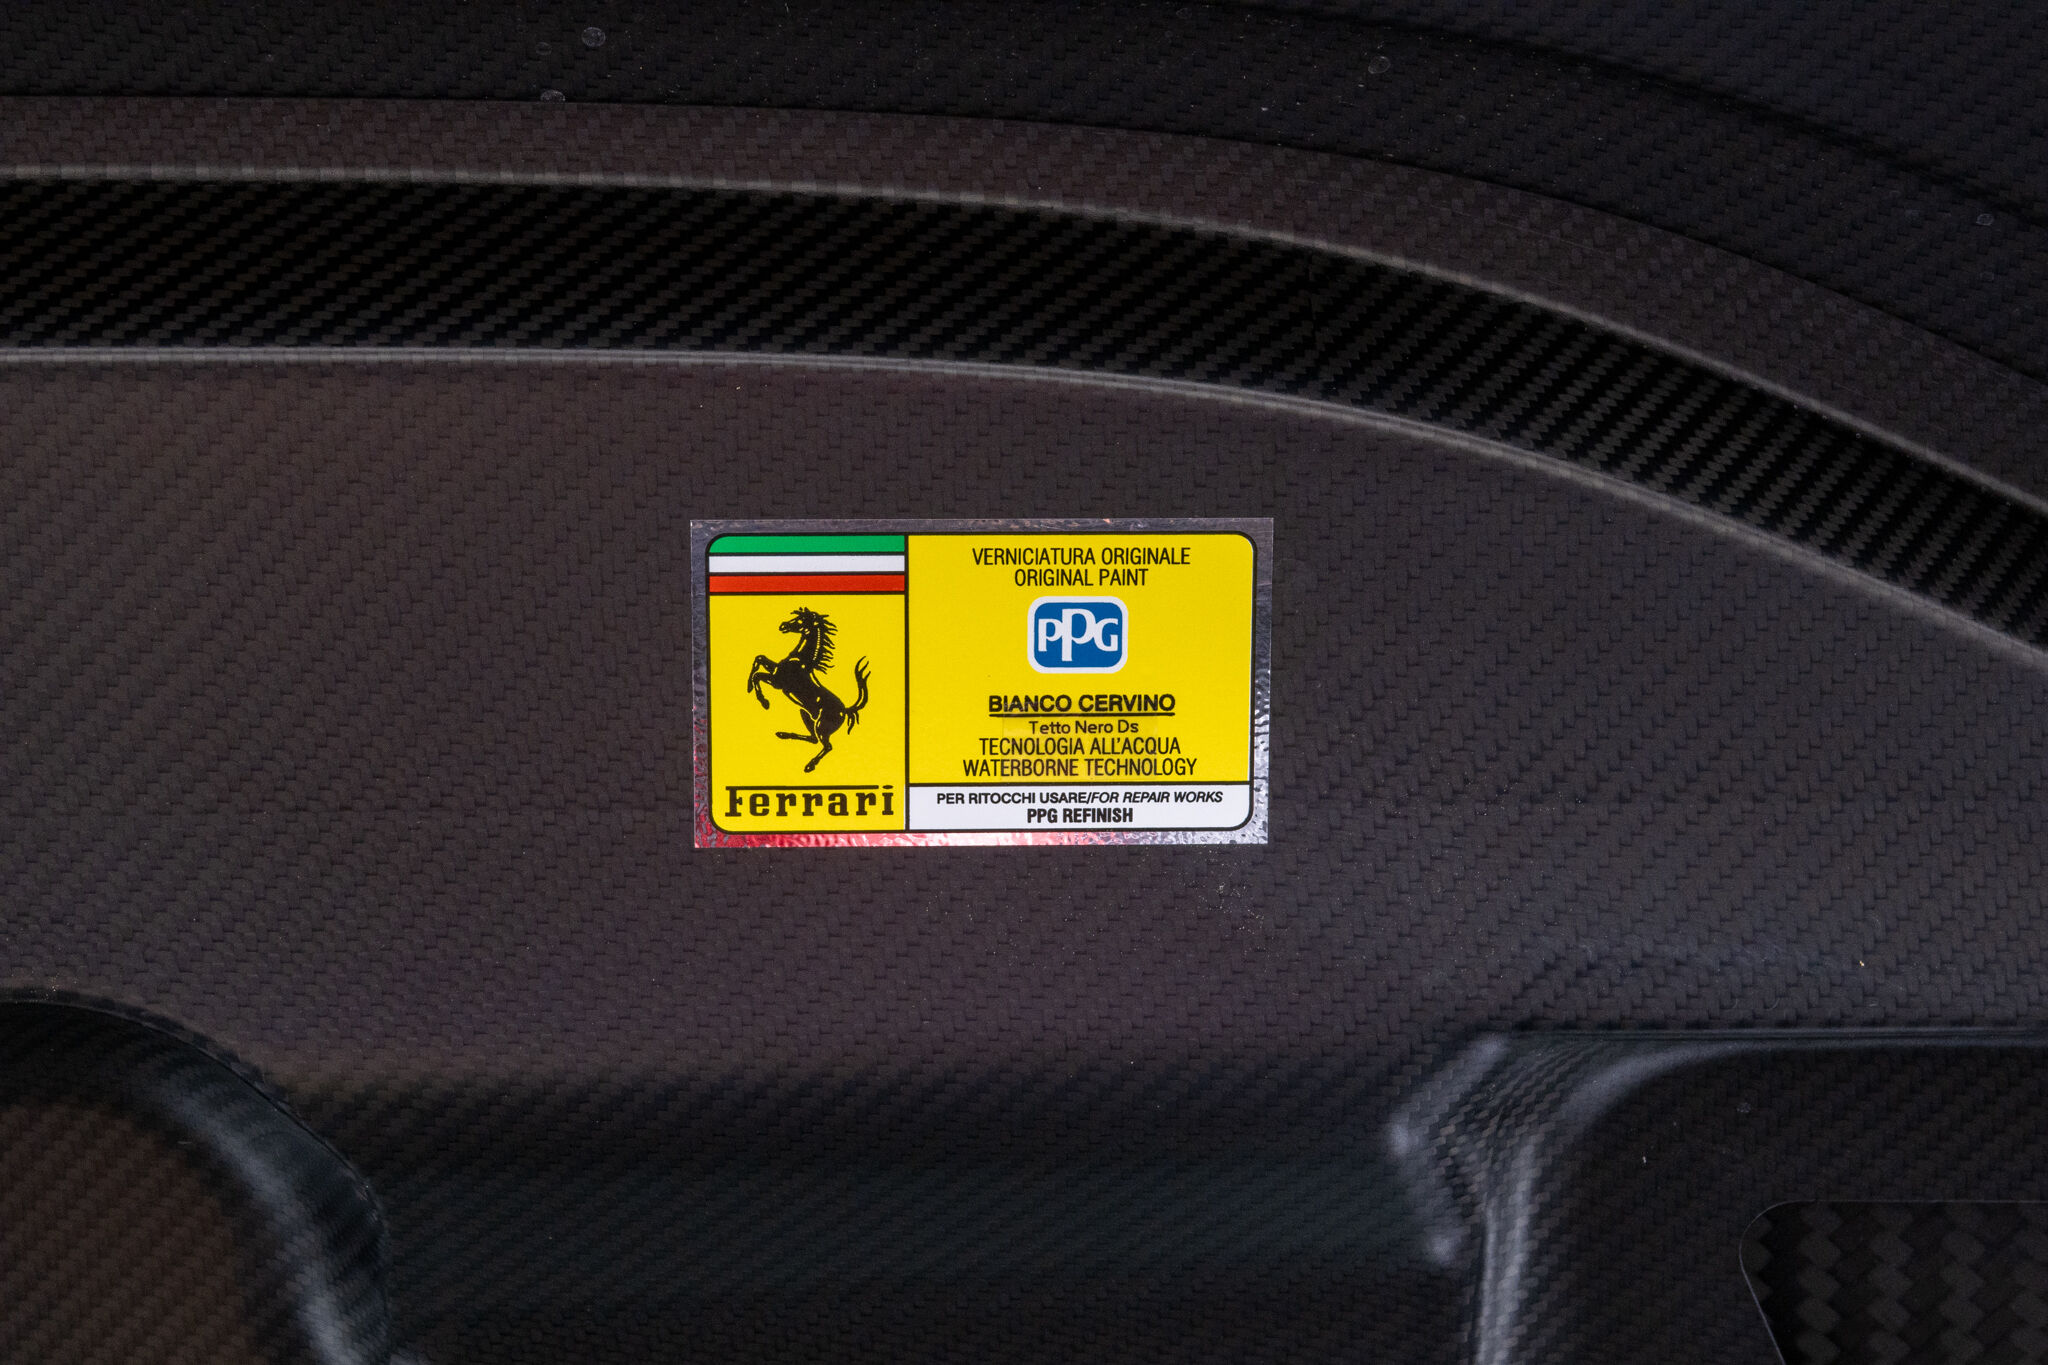 Ferrari
VERNICIATURA ORIGINALE
ORIGINAL PAINT
PPG
BIANCO CERVINO
Tetto Nero Ds
TECNOLOGIA ALL'ACQUA
WATERBORNE TECHNOLOGY
PER RITOCCHI USARE/FOR REPAIR WORKS
PPG REFINISH